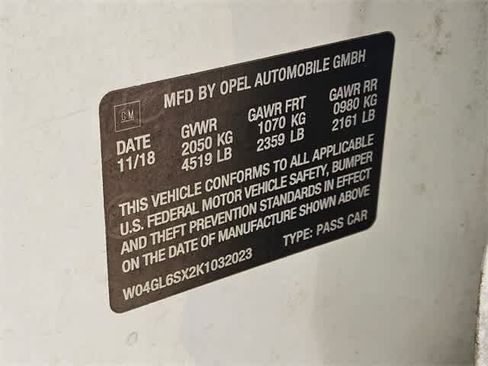 MFD BY OPEL AUTOMOBILE GMBH
GM
DATE GVWR GAWR FRT GAWR RR
11/18 2050 KG 1070 KG 0980 KG
4519 LB 2359 LB 2161 LB
THIS VEHICLE CONFORMS TO ALL APPLICABLE
U.S. FEDERAL MOTOR VEHICLE SAFETY, BUMPER
AND THEFT PREVENTION STANDARDS IN EFFECT
ON THE DATE OF MANUFACTURE SHOWN ABOVE
W04GL6SX2K1032023 TYPE: PASS CAR